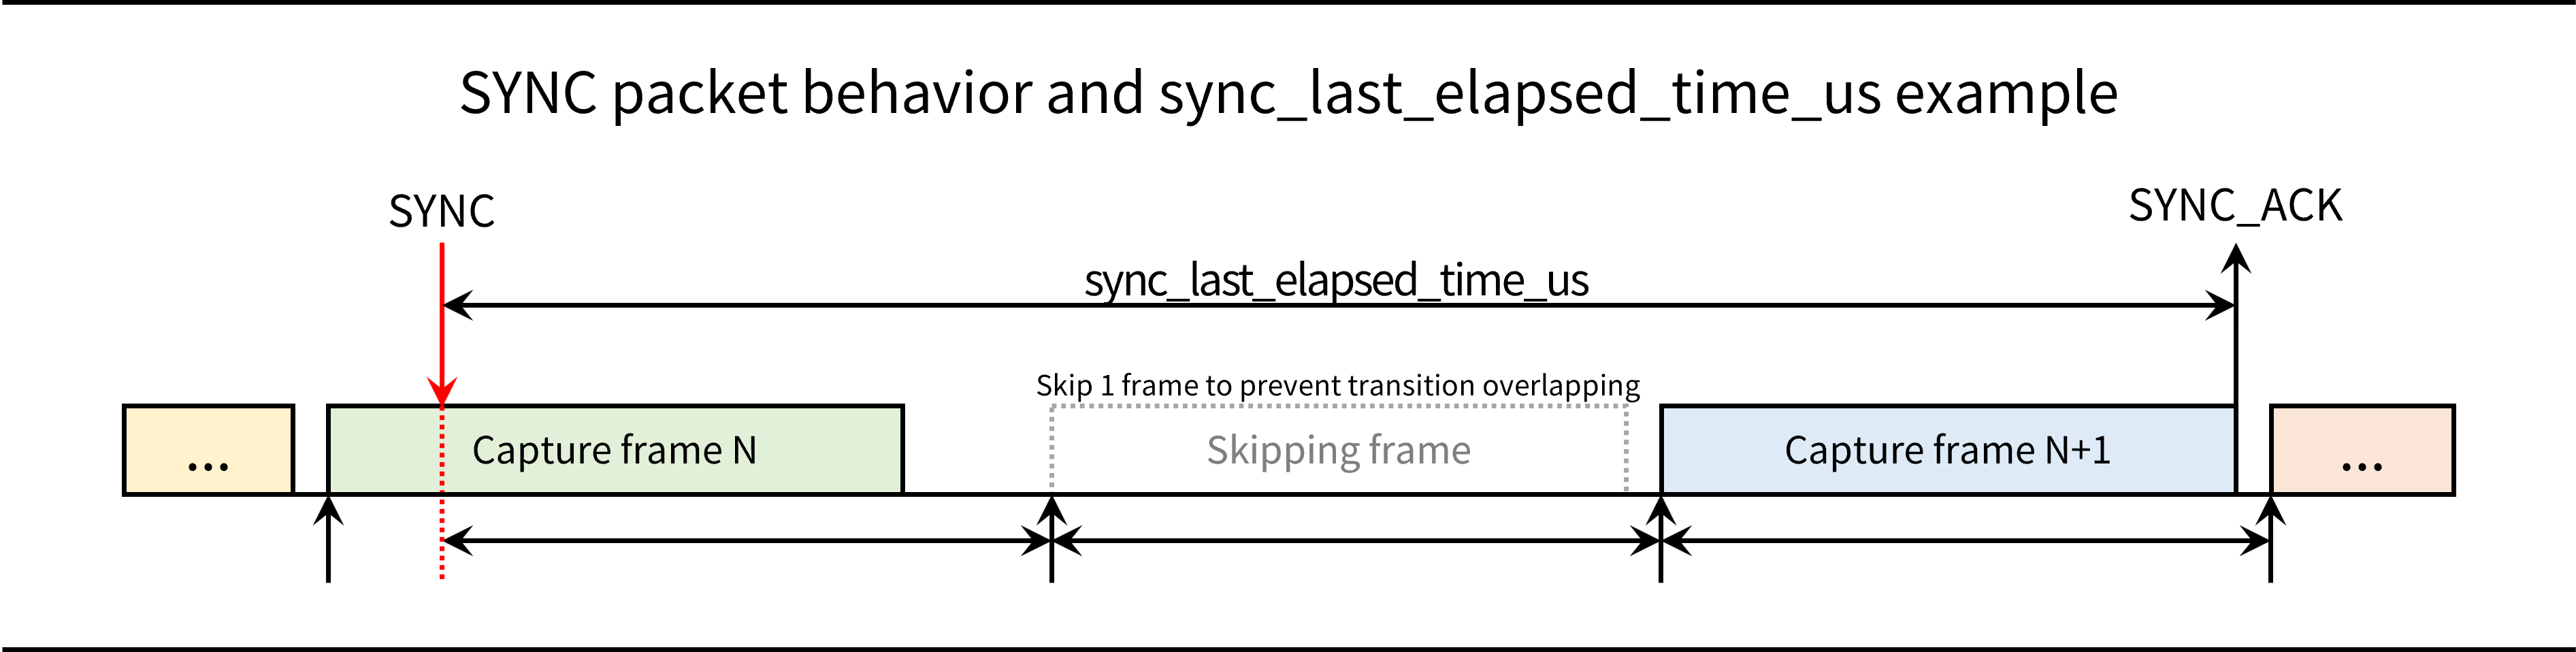 SYNC packet behavior and sync_last_elapsed_time_us example
SYNC
SYNC_ACK
sync_last_elapsed_time_us
Skip 1 frame to prevent transition overlapping
...
Capture frame N
Skipping frame
Capture frame N+1
...